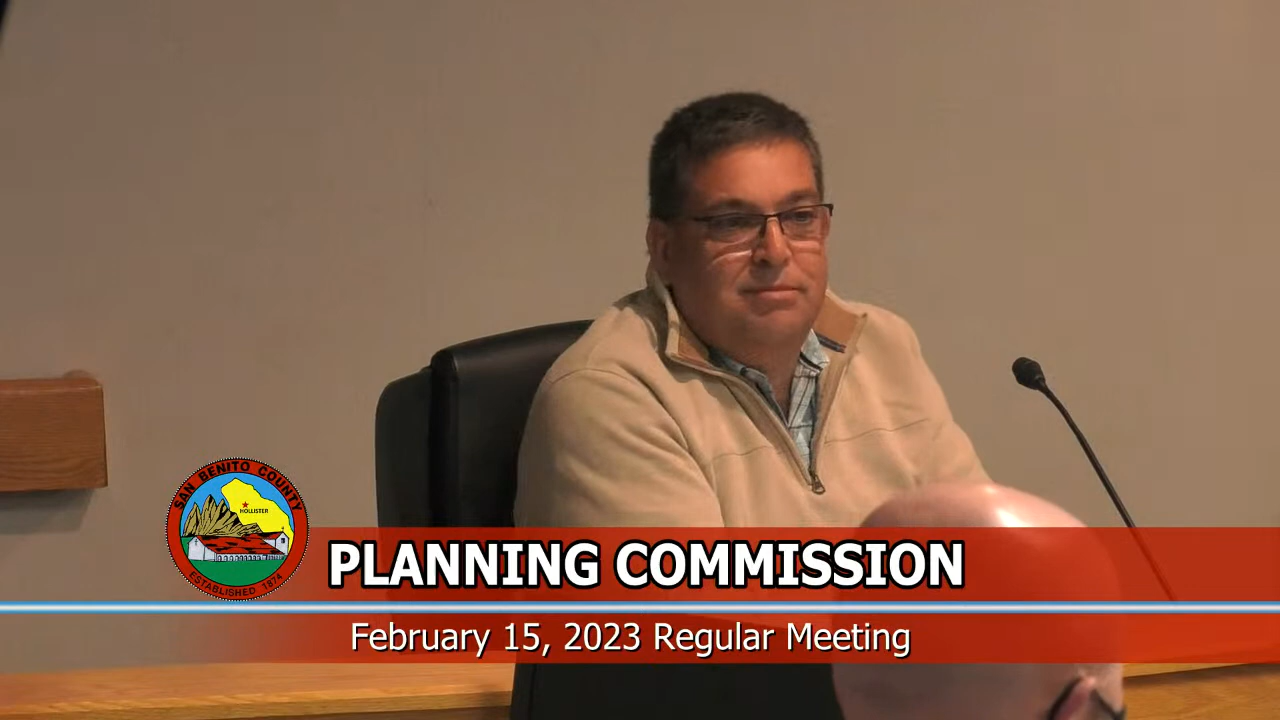 SAN BENITO COUNTY
HOLLISTER
ESTABLISHED 1874
PLANNING COMMISSION
February 15, 2023 Regular Meeting